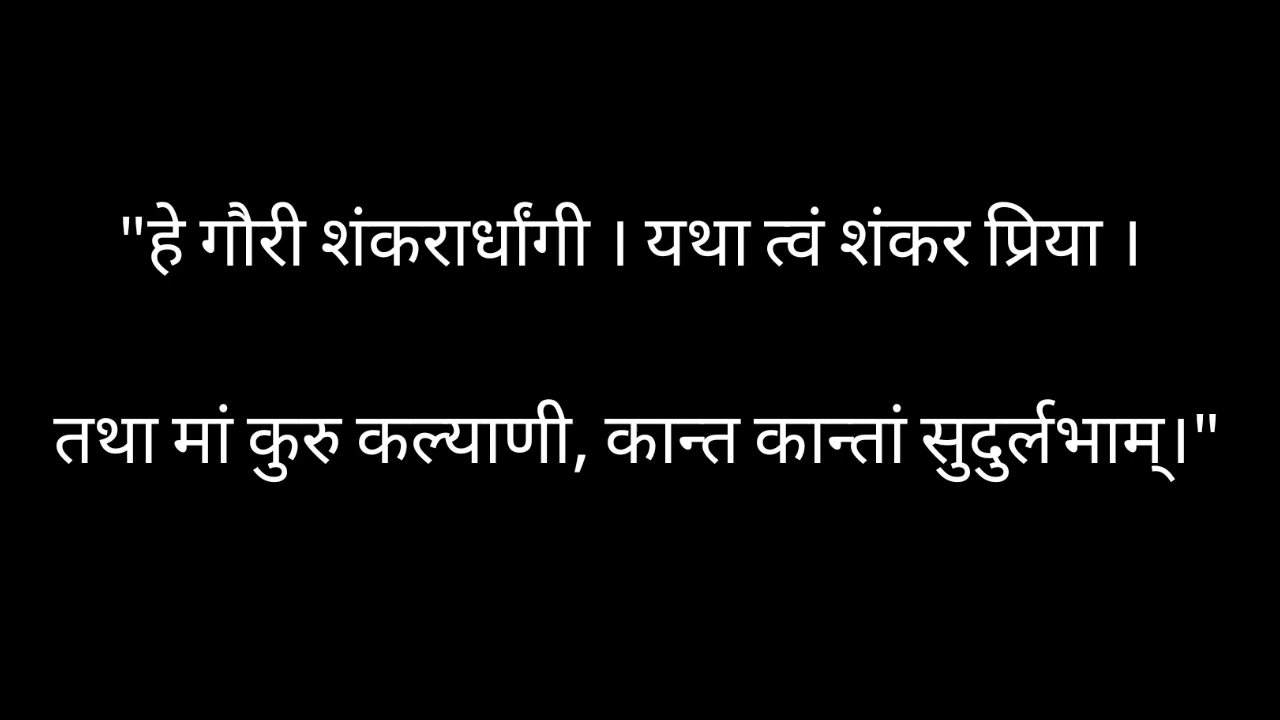 "हे गौरी शंकरार्धांगी । यथा त्वं शंकर प्रिया ।
तथा मां कुरु कल्याणी, कान्त कान्तां सुदुर्लभाम्।"